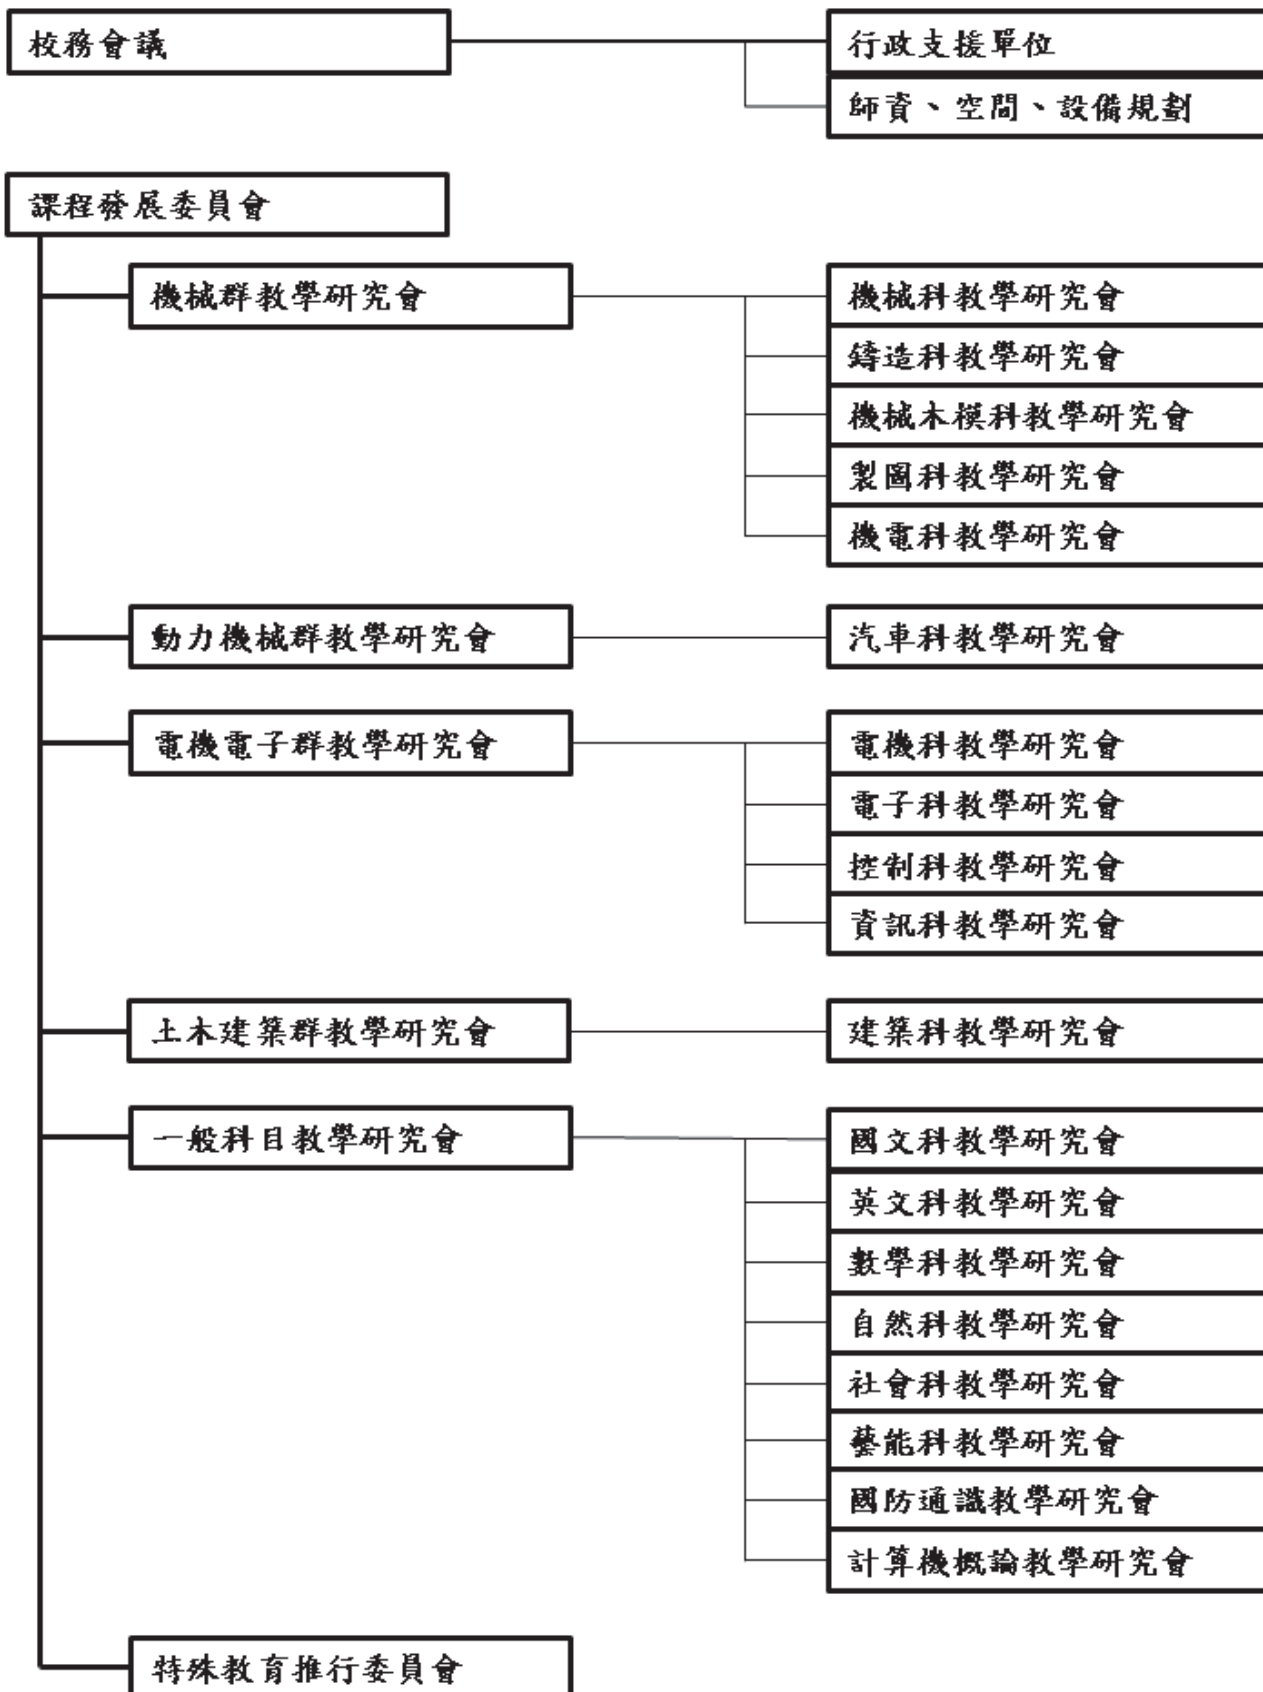 校務會議
行政支援單位
師資、空間、設備規劃
課程發展委員會
機械群教學研究會
機械科教學研究會
鑄造科教學研究會
機械木模科教學研究會
製圖科教學研究會
機電科教學研究會
動力機械群教學研究會
汽車科教學研究會
電機電子群教學研究會
電機科教學研究會
電子科教學研究會
控制科教學研究會
資訊科教學研究會
土木建築群教學研究會
建築科教學研究會
一般科目教學研究會
國文科教學研究會
英文科教學研究會
數學科教學研究會
自然科教學研究會
社會科教學研究會
藝能科教學研究會
國防通識教學研究會
計算機概論教學研究會
特殊教育推行委員會